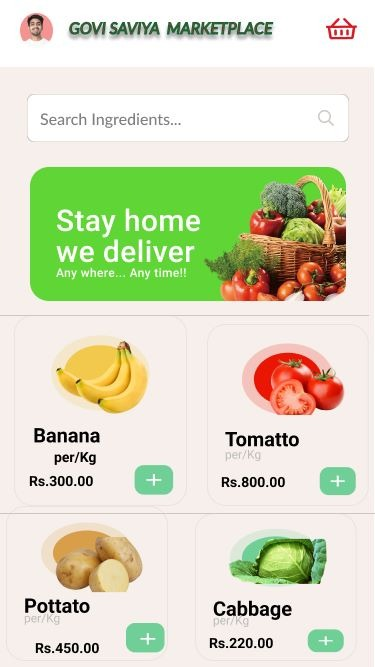 GOVI SAVIYA MARKETPLACE
Search Ingredients...
Stay home
we deliver
Any where... Any time!!
Banana
per/Kg
Rs.300.00
Tomatto
per/Kg
Rs.800.00
Pottato
per/Kg
Rs.450.00
Cabbage
per/Kg
Rs.220.00